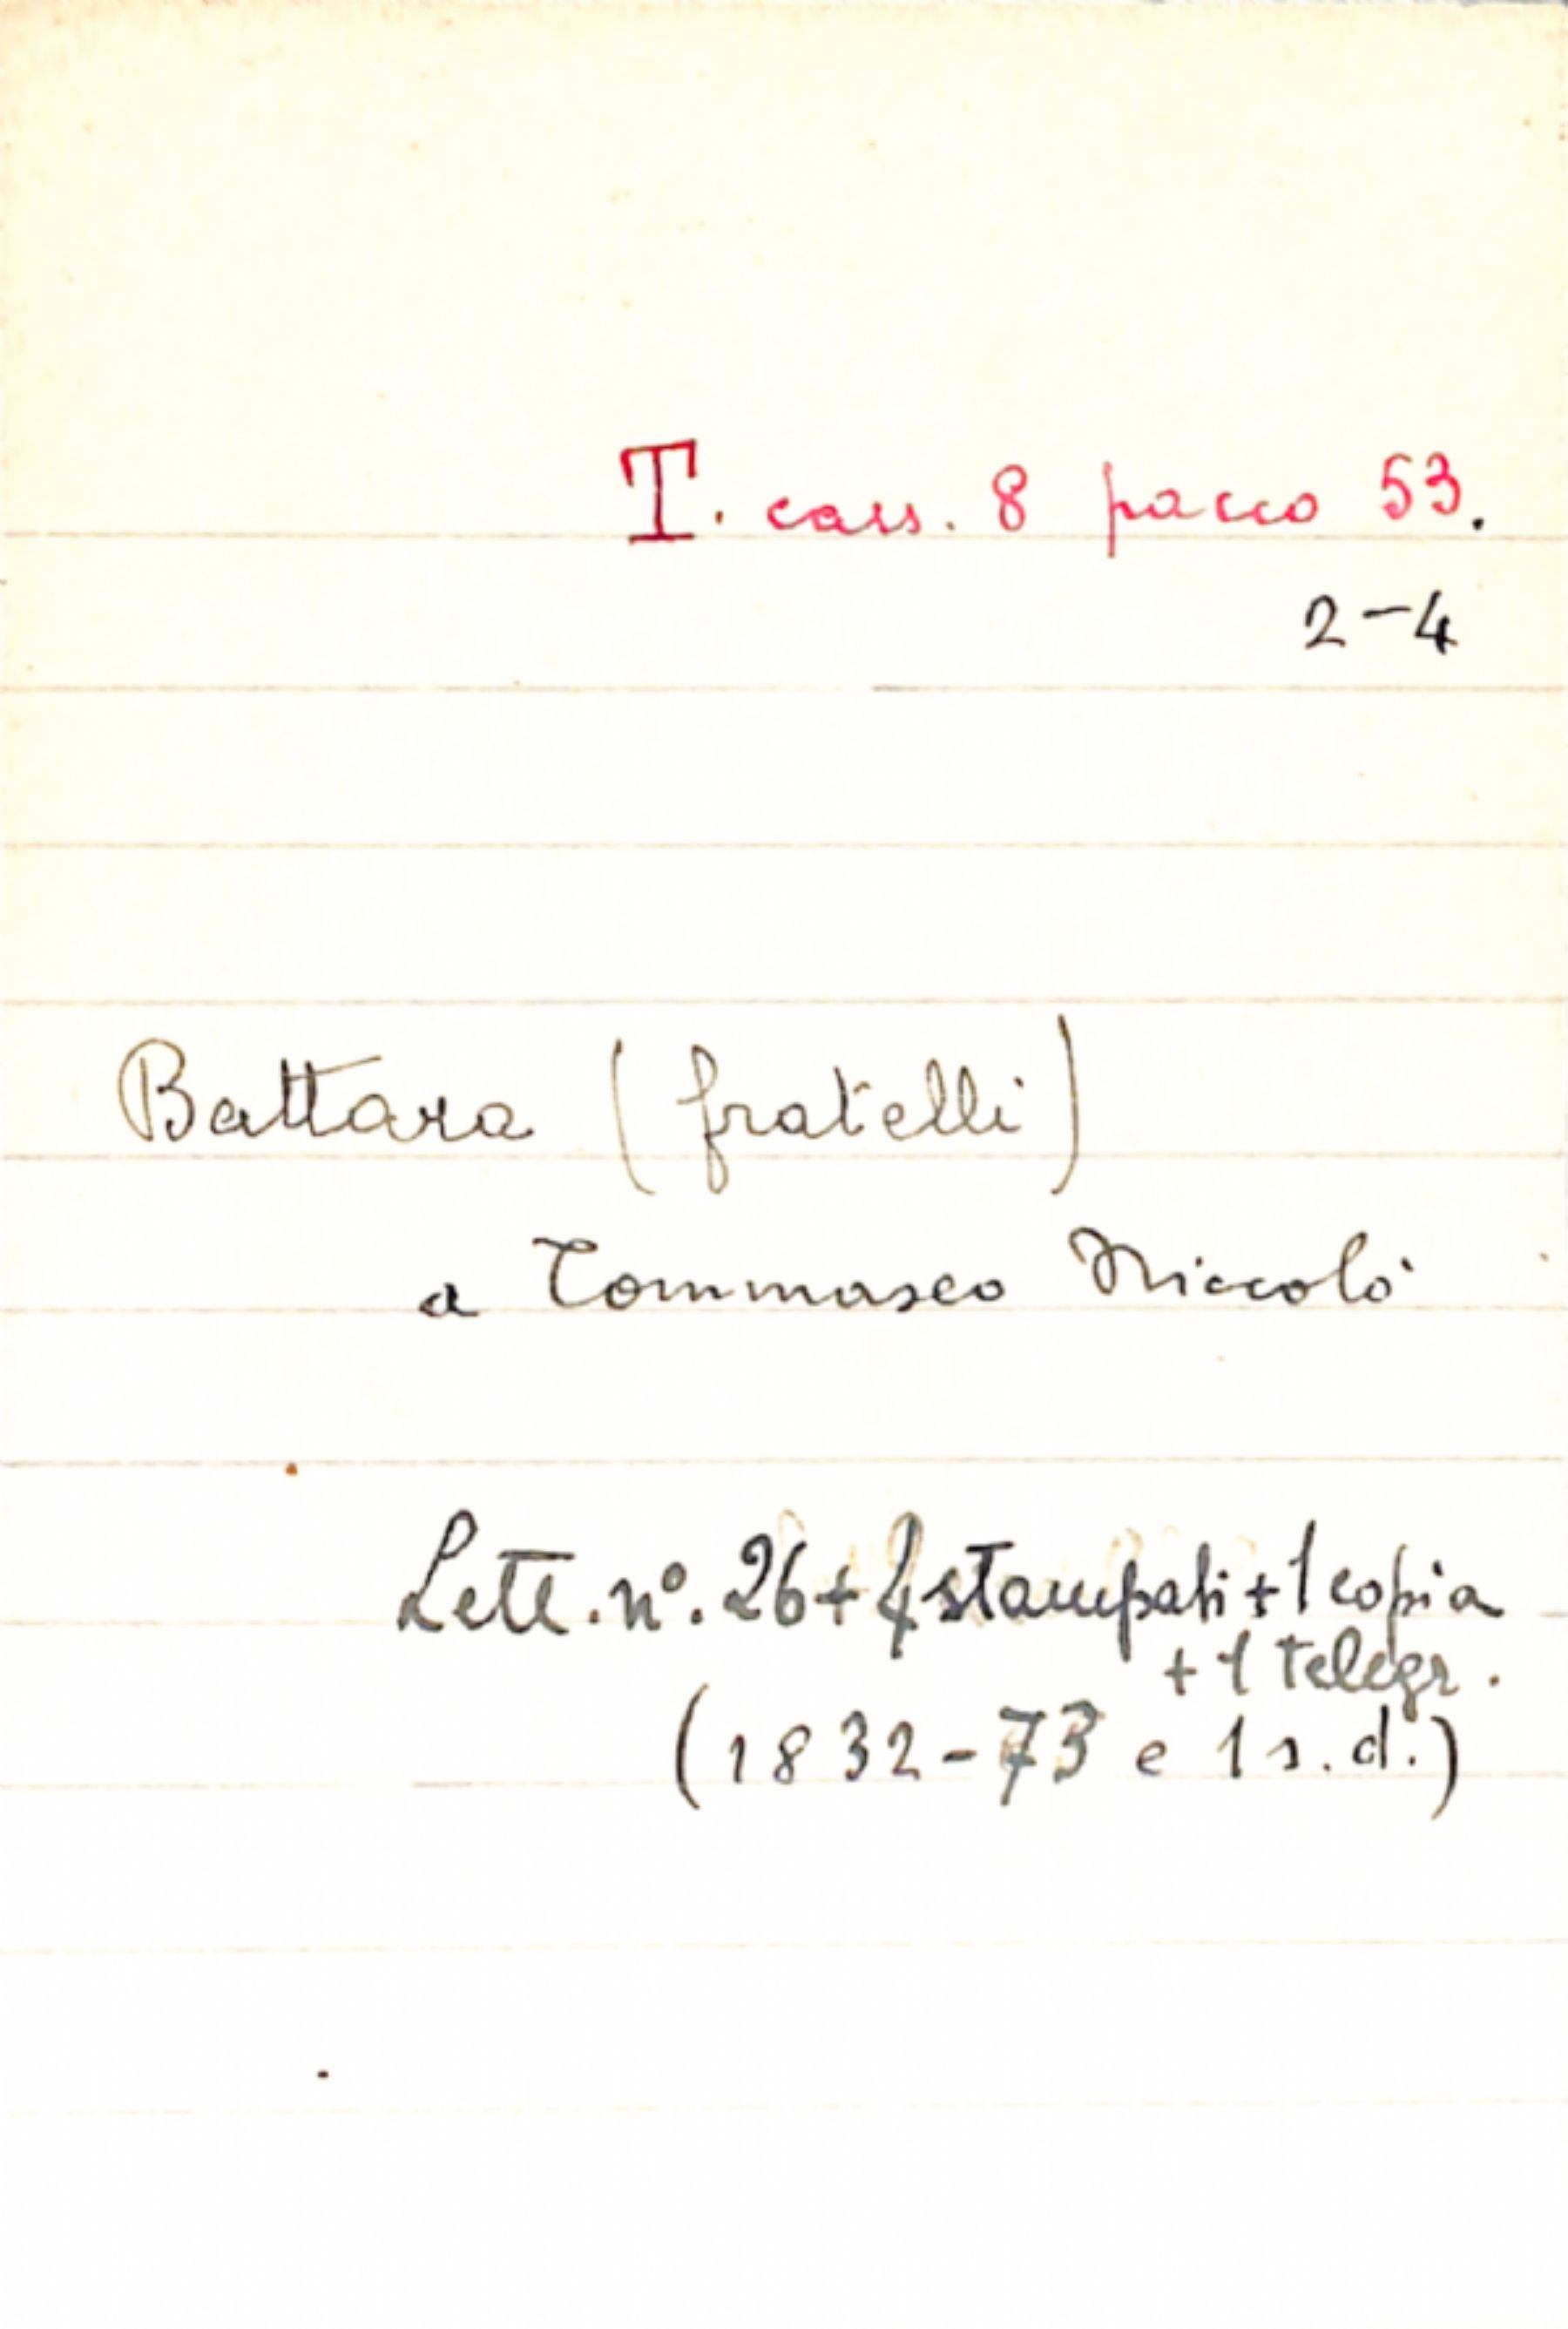 T. cass. 8 pacco 53.
2-4
Battara (fratelli)
a Tommaseo Niccolò
Lett. n°. 26 + 4 stampati + 1 copia
+ 1 telegr.
(1832-73 e 1 s.d.)